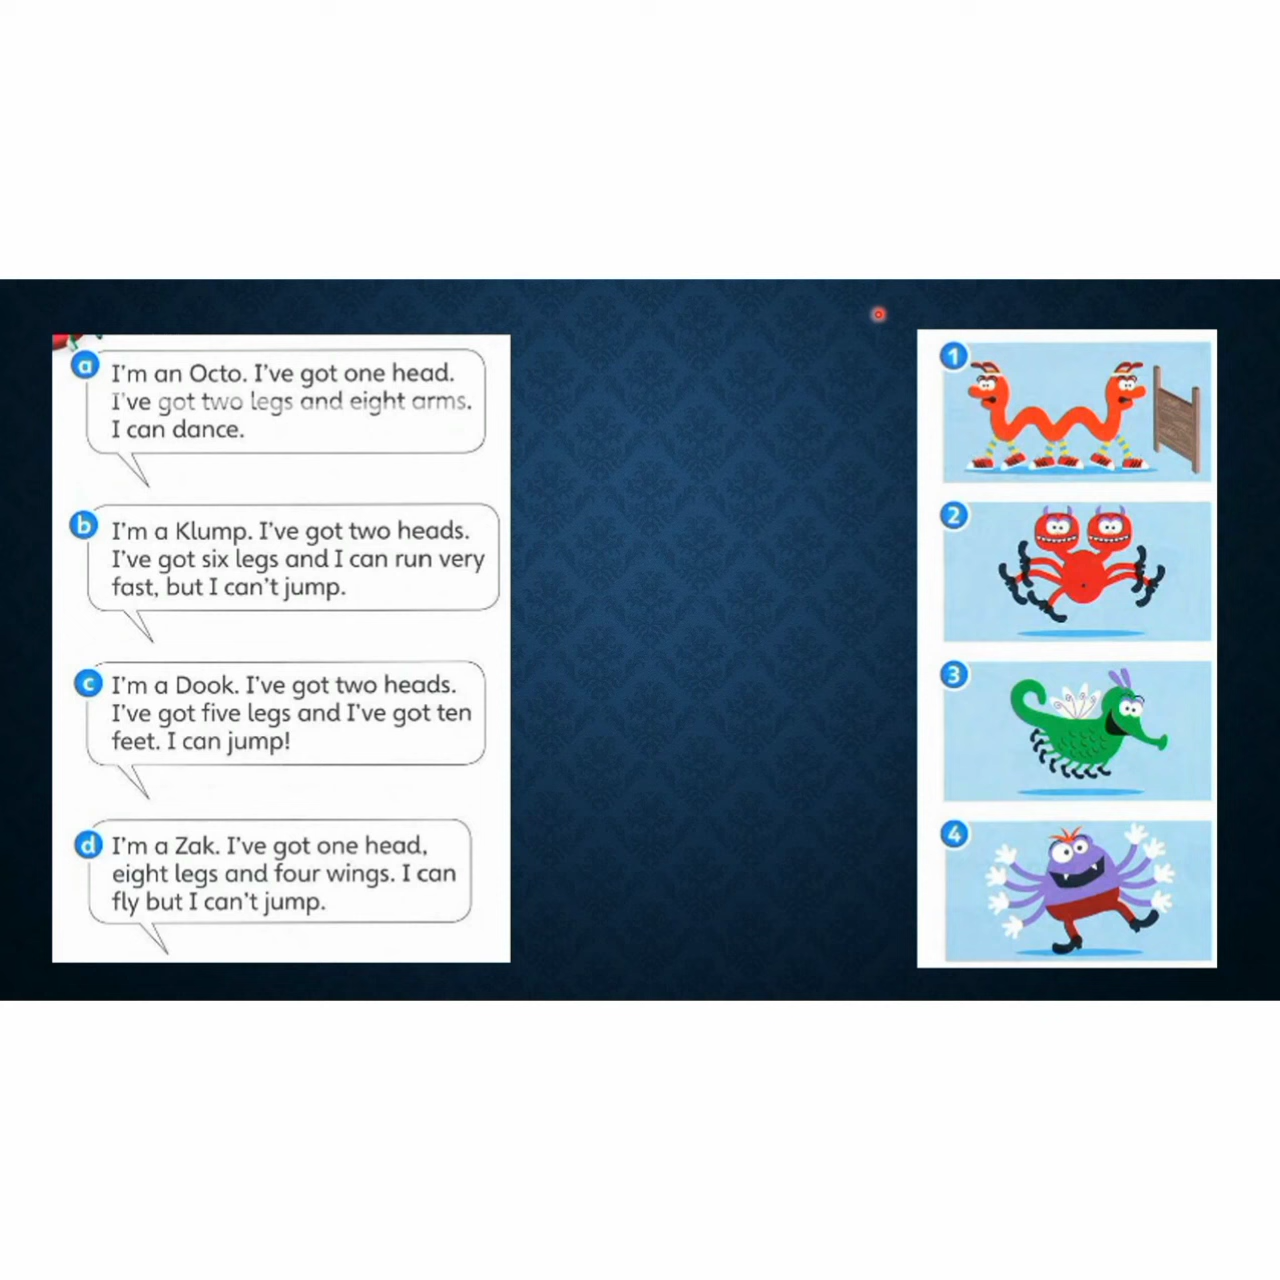 a
I'm an Octo. I've got one head.
I've got two legs and eight arms.
I can dance.
b
I'm a Klump. I've got two heads.
I've got six legs and I can run very
fast, but I can't jump.
c
I'm a Dook. I've got two heads.
I've got five legs and I've got ten
feet. I can jump!
d
I'm a Zak. I've got one head,
eight legs and four wings. I can
fly but I can't jump.
1
2
3
4